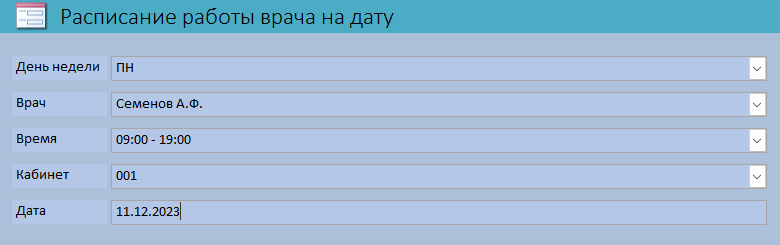 Расписание работы врача на дату
День недели ПН
Врач Семенов А.Ф.
Время 09:00 - 19:00
Кабинет 001
Дата 11.12.2023